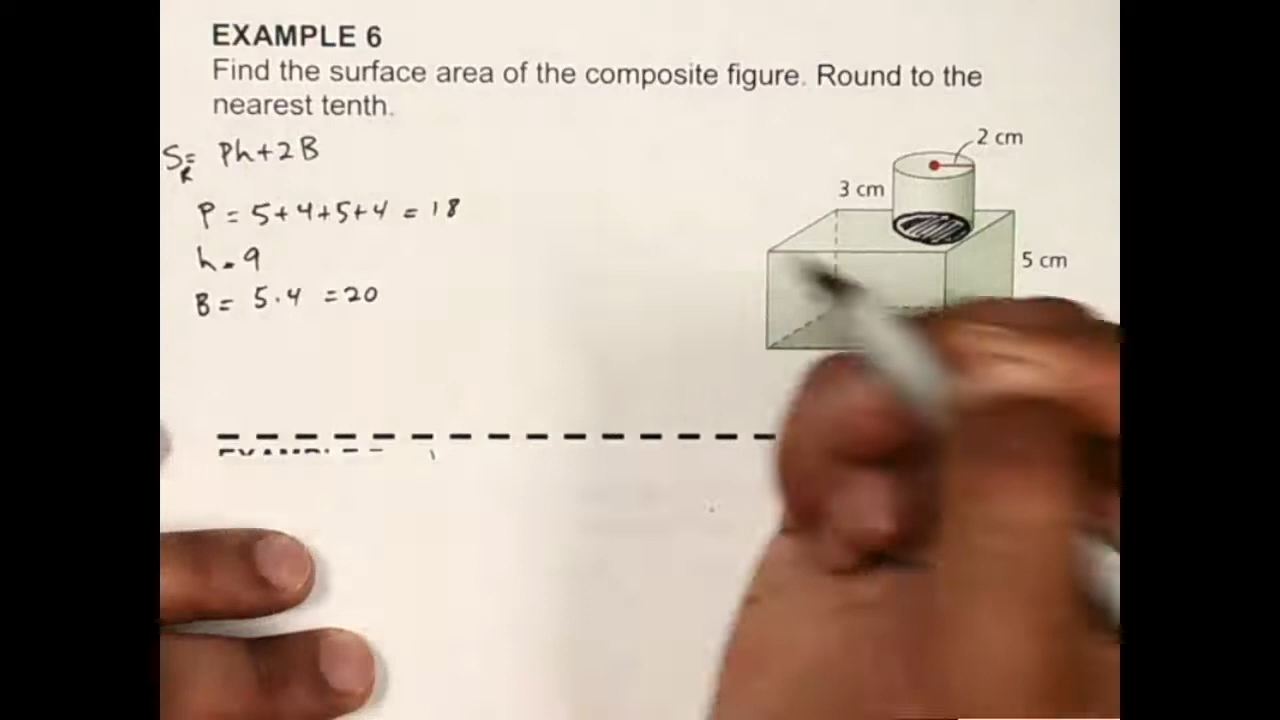 EXAMPLE 6
Find the surface area of the composite figure. Round to the
nearest tenth.
S_R = Ph+2B
P = 5+4+5+4 = 18
h = 9
B = 5·4 = 20
2 cm
3 cm
5 cm